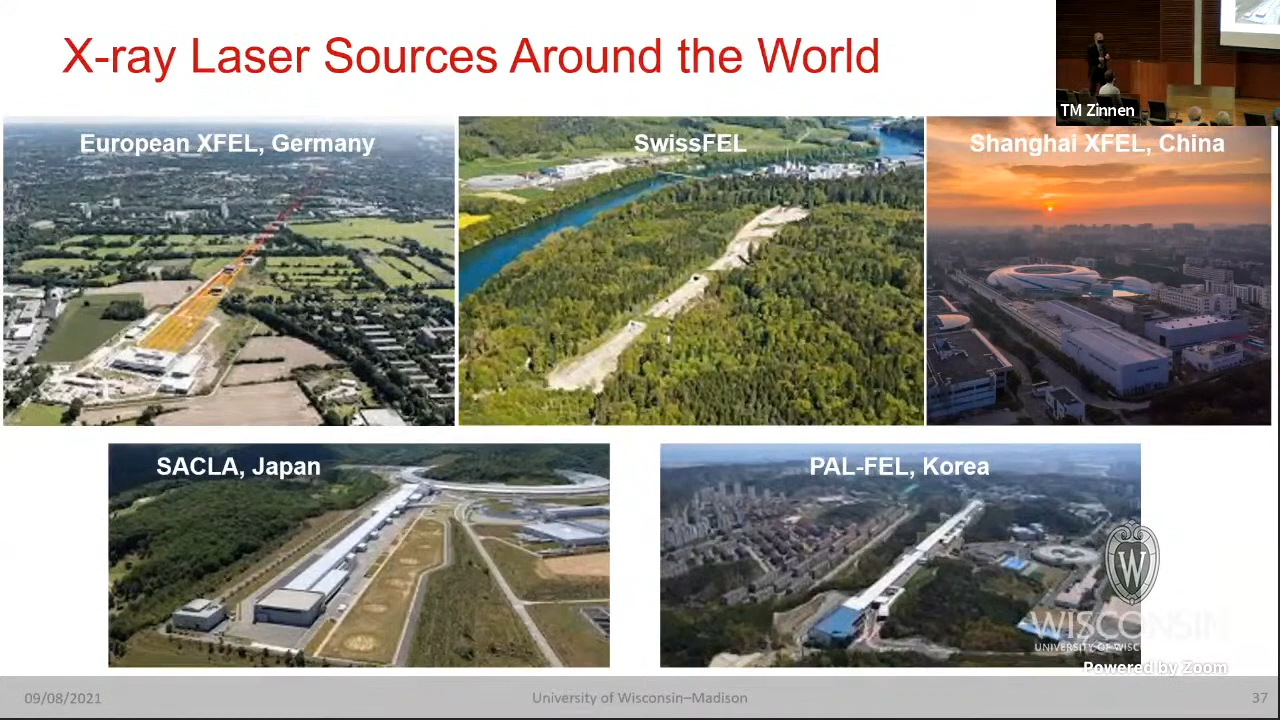 X-ray Laser Sources Around the World
TM Zinnen
European XFEL, Germany
SwissFEL
Shanghai XFEL, China
SACLA, Japan
PAL-FEL, Korea
W
WISCONSIN
Powered by Zoom
09/08/2021
University of Wisconsin–Madison
37